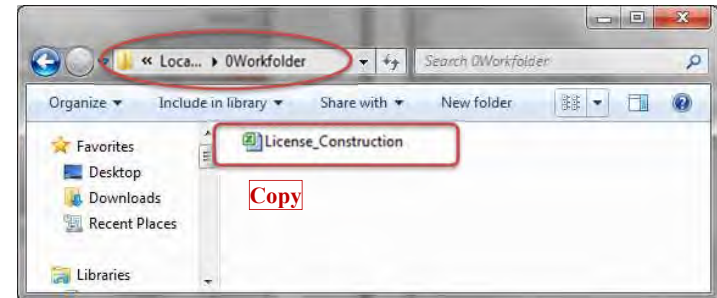 « Loca... ▸ 0Workfolder
Search 0Workfolder
Organize Include in library Share with New folder
Favorites
License_Construction
Desktop
Downloads
Copy
Recent Places
Libraries